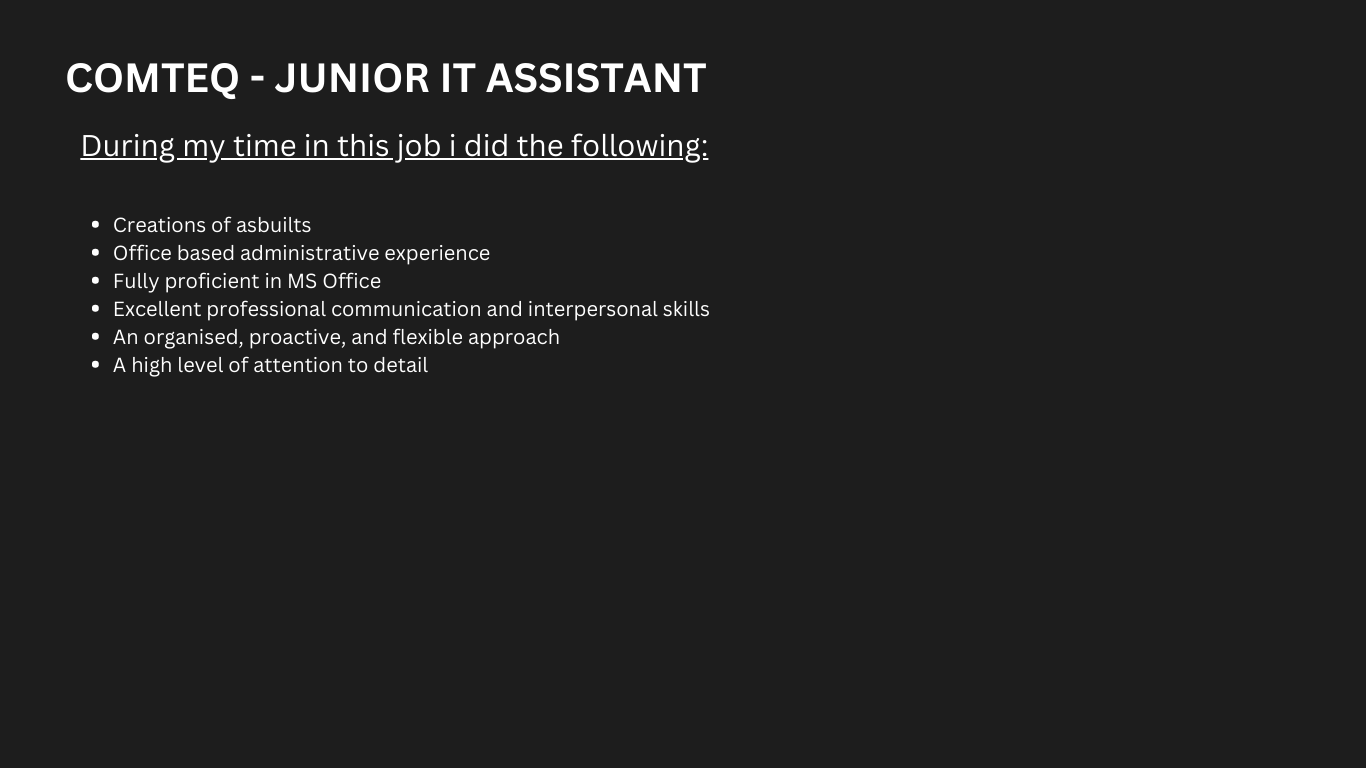 COMTEQ - JUNIOR IT ASSISTANT
During my time in this job i did the following:
Creations of asbuilts
Office based administrative experience
Fully proficient in MS Office
Excellent professional communication and interpersonal skills
An organised, proactive, and flexible approach
A high level of attention to detail